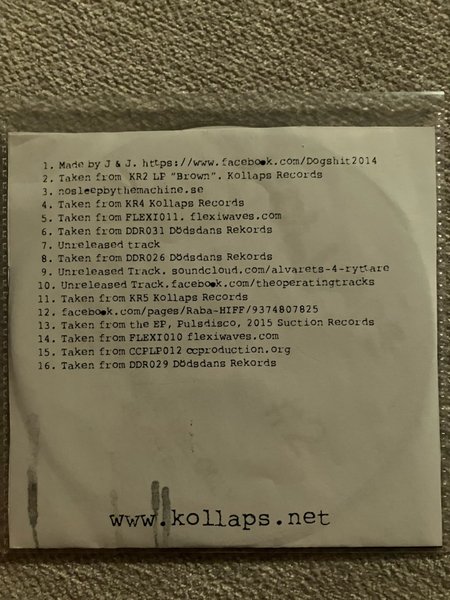 1. Made by J & J. https://www.facebook.com/Dogshit2014
2. Taken from KR2 LP "Brown". Kollaps Records
3. nosleepbythemachine.se
4. Taken from KR4 Kollaps Records
5. Taken from FLEXI011. flexiwaves.com
6. Taken from DDR031 Dödsdans Rekords
7. Unreleased track
8. Taken from DDR026 Dödsdans Rekords
9. Unreleased Track. soundcloud.com/alvarets-4-ryttare
10. Unreleased Track.facebook.com/theoperatingtracks
11. Taken from KR5 Kollaps Records
12. facebook.com/pages/Raba-HIFF/9374807825
13. Taken from the EP, Pulsdisco, 2015 Suction Records
14. Taken from FLEXI010 flexiwaves.com
15. Taken from CCPLP012 ccproduction.org
16. Taken from DDR029 Dödsdans Rekords
www.kollaps.net